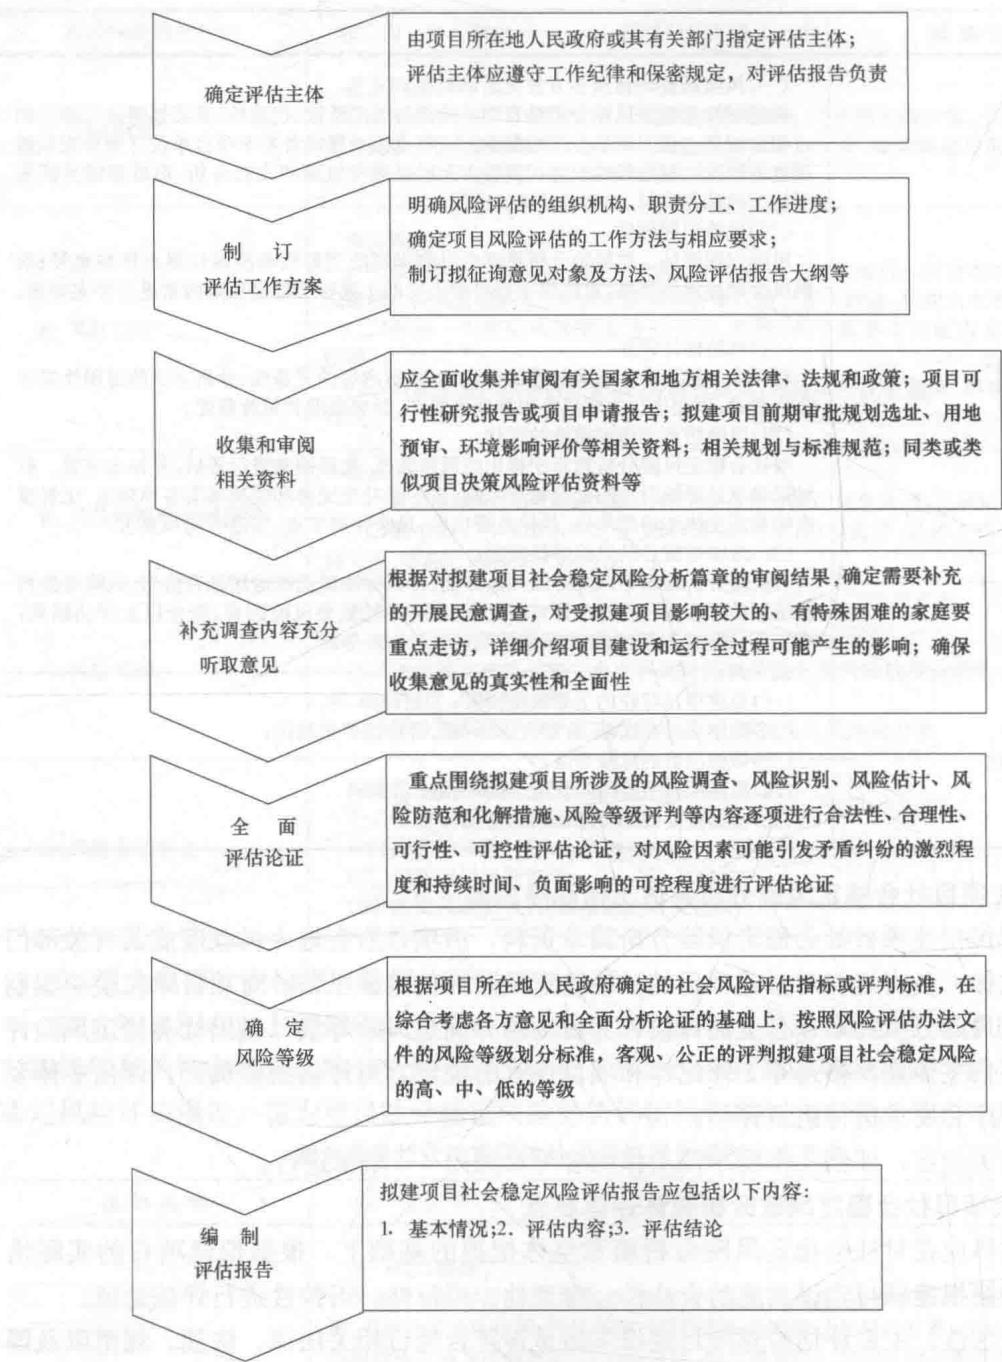 确定评估主体
由项目所在地人民政府或其有关部门指定评估主体；
评估主体应遵守工作纪律和保密规定，对评估报告负责
制 订
评估工作方案
明确风险评估的组织机构、职责分工、工作进度；
确定项目风险评估的工作方法与相应要求；
制订拟征询意见对象及方法、风险评估报告大纲等
收集和审阅
相关资料
应全面收集并审阅有关国家和地方相关法律、法规和政策；项目可
行性研究报告或项目申请报告；拟建项目前期审批规划选址、用地
预审、环境影响评价等相关资料；相关规划与标准规范；同类或类
似项目决策风险评估资料等
补充调查内容充分
听取意见
根据对拟建项目社会稳定风险分析篇章的审阅结果，确定需要补充
的开展民意调查，对受拟建项目影响较大的、有特殊困难的家庭要
重点走访，详细介绍项目建设和运行全过程可能产生的影响；确保
收集意见的真实性和全面性
全 面
评估论证
重点围绕拟建项目所涉及的风险调查、风险识别、风险估计、风
险防范和化解措施、风险等级评判等内容逐项进行合法性、合理性、
可行性、可控性评估论证，对风险因素可能引发矛盾纠纷的激烈程
度和持续时间、负面影响的可控程度进行评估论证
确 定
风险等级
根据项目所在地人民政府确定的社会风险评估指标或评判标准，在
综合考虑各方意见和全面分析论证的基础上，按照风险评估办法文
件的风险等级划分标准，客观、公正的评判拟建项目社会稳定风险
的高、中、低的等级
编 制
评估报告
拟建项目社会稳定风险评估报告应包括以下内容：
1. 基本情况;2. 评估内容;3. 评估结论